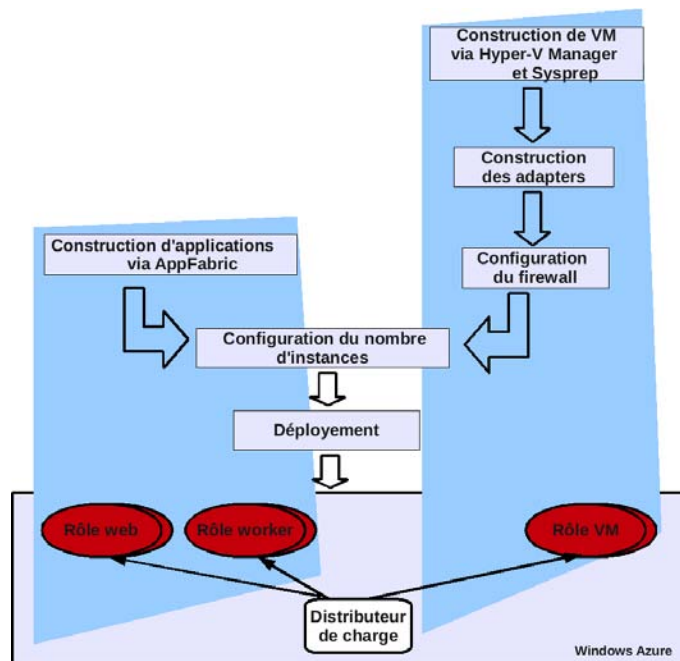 Construction de VM
via Hyper-V Manager
et Sysprep
Construction
des adapters
Construction d'applications
via AppFabric
Configuration
du firewall
Configuration du nombre
d'instances
Déployement
Rôle web
Rôle worker
Rôle VM
Distributeur
de charge
Windows Azure